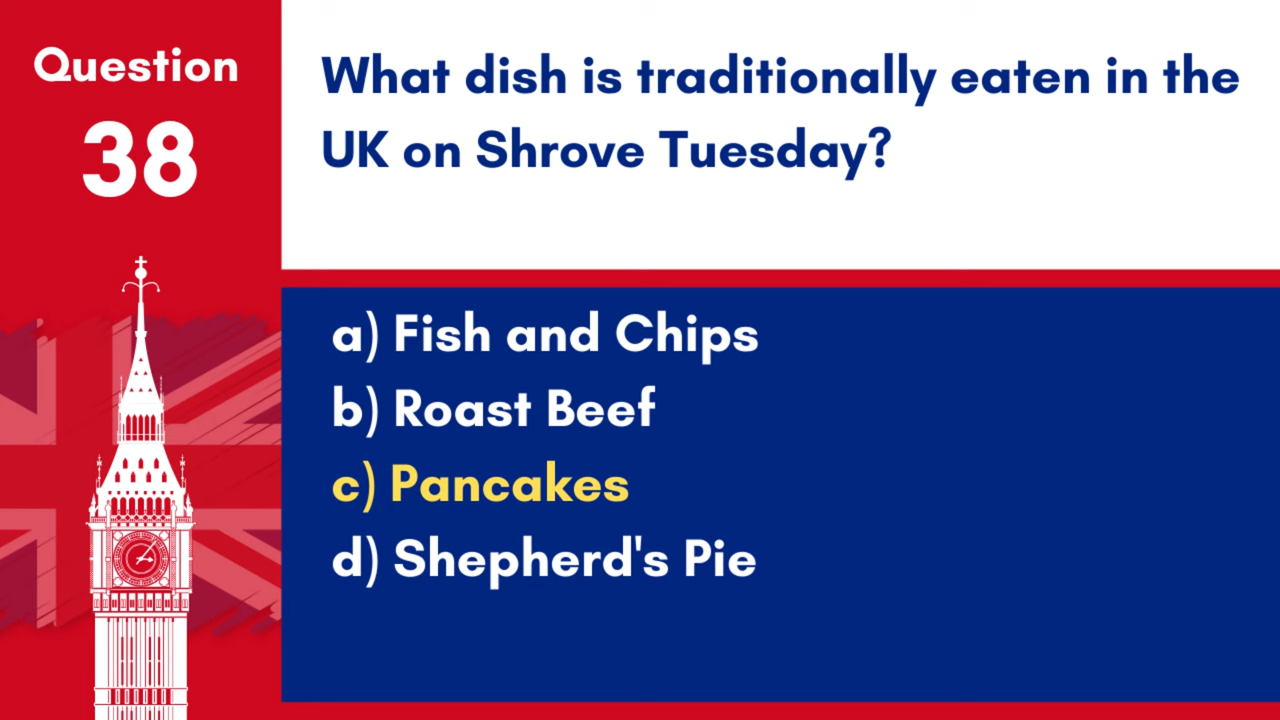 Question
38
What dish is traditionally eaten in the
UK on Shrove Tuesday?
a) Fish and Chips
b) Roast Beef
c) Pancakes
d) Shepherd's Pie